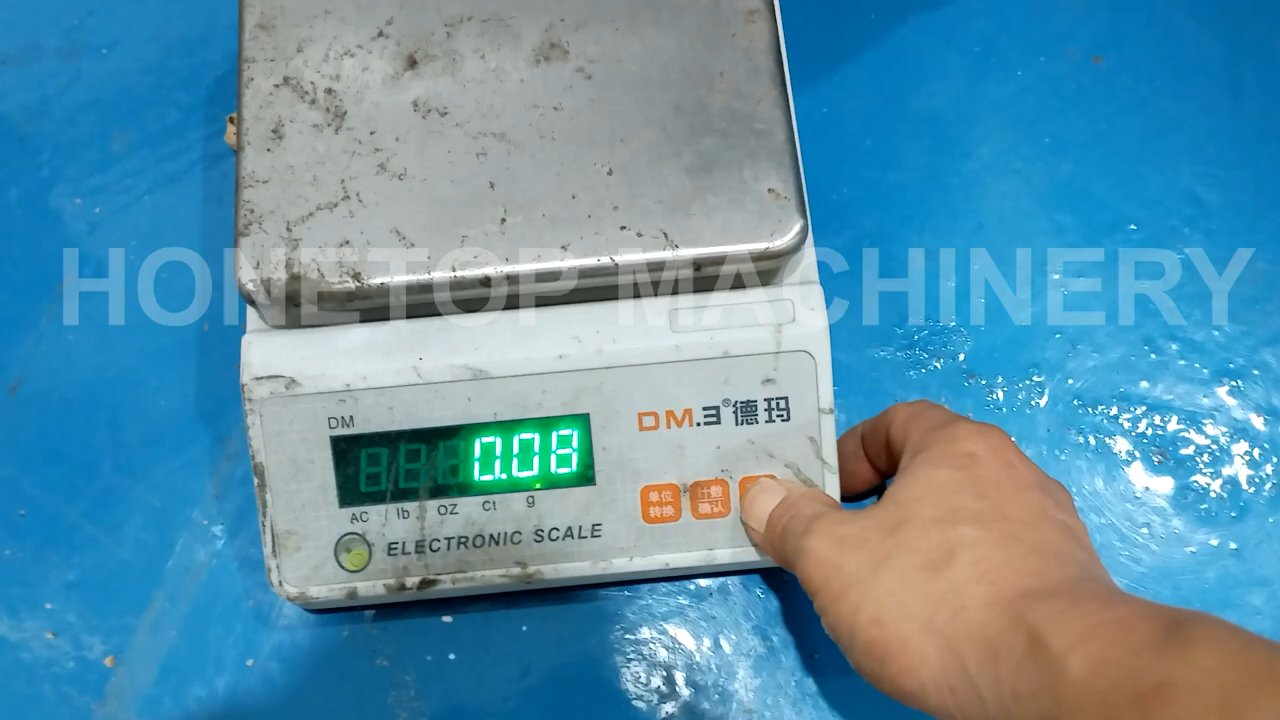 HONETOP MACHINERY
DM
DM.3®德玛
0.08
AC / lb OZ Ct g
单位
转换
计数
确认
ELECTRONIC SCALE